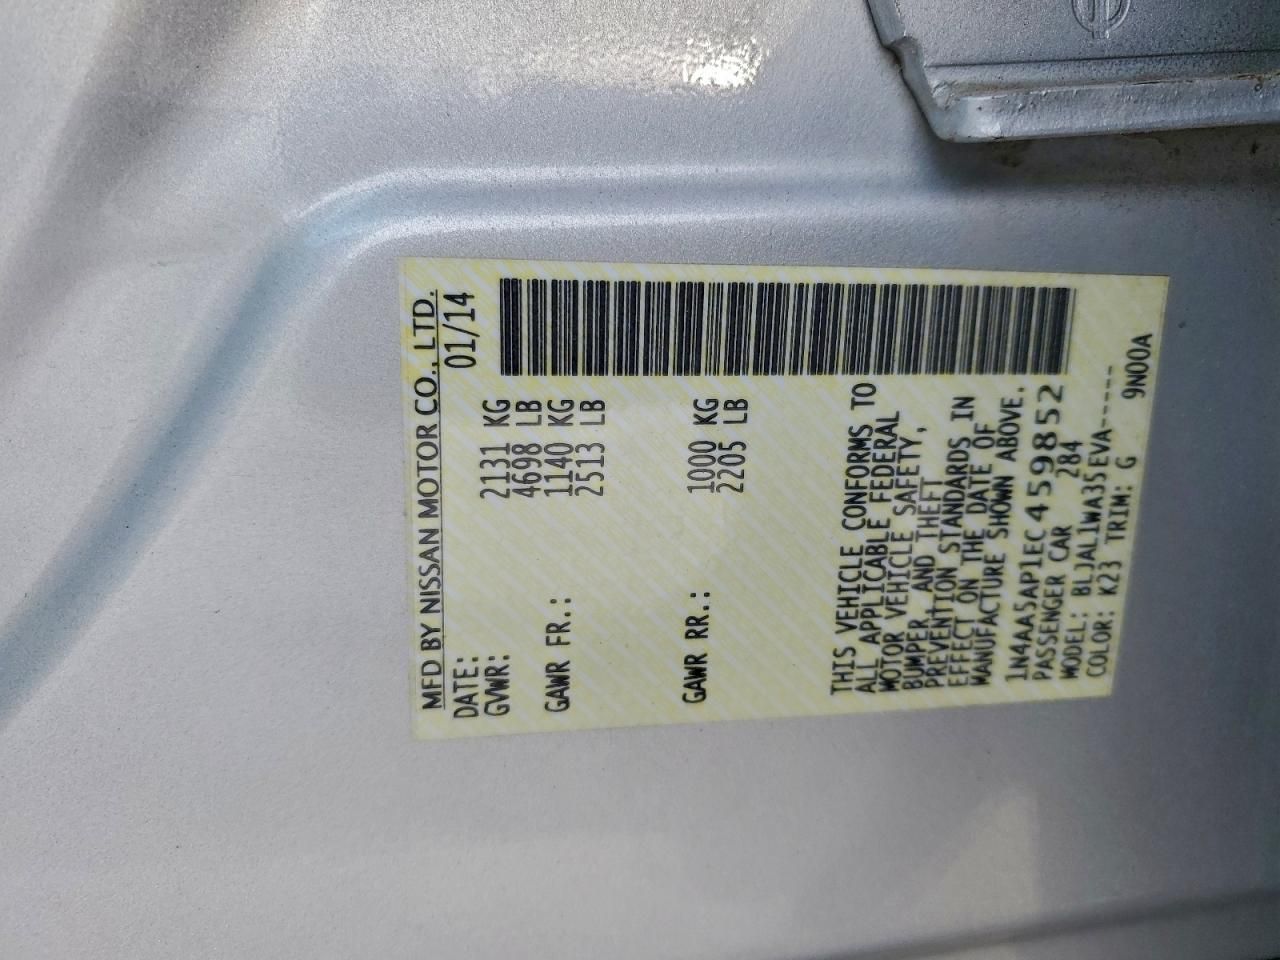 MFD BY NISSAN MOTOR CO., LTD.
DATE: 01/14
GVWR: 2131 KG
4698 LB
GAWR FR.: 1140 KG
2513 LB
GAWR RR.: 1000 KG
2205 LB
THIS VEHICLE CONFORMS TO
ALL APPLICABLE FEDERAL
MOTOR VEHICLE SAFETY,
BUMPER, AND THEFT
PREVENTION STANDARDS IN
EFFECT ON THE DATE OF
MANUFACTURE SHOWN ABOVE.
1N4AA5AP1EC459852
PASSENGER CAR 284
MODEL: BLJAL1WA35EVA-----
COLOR: K23 TRIM: G 9N00A